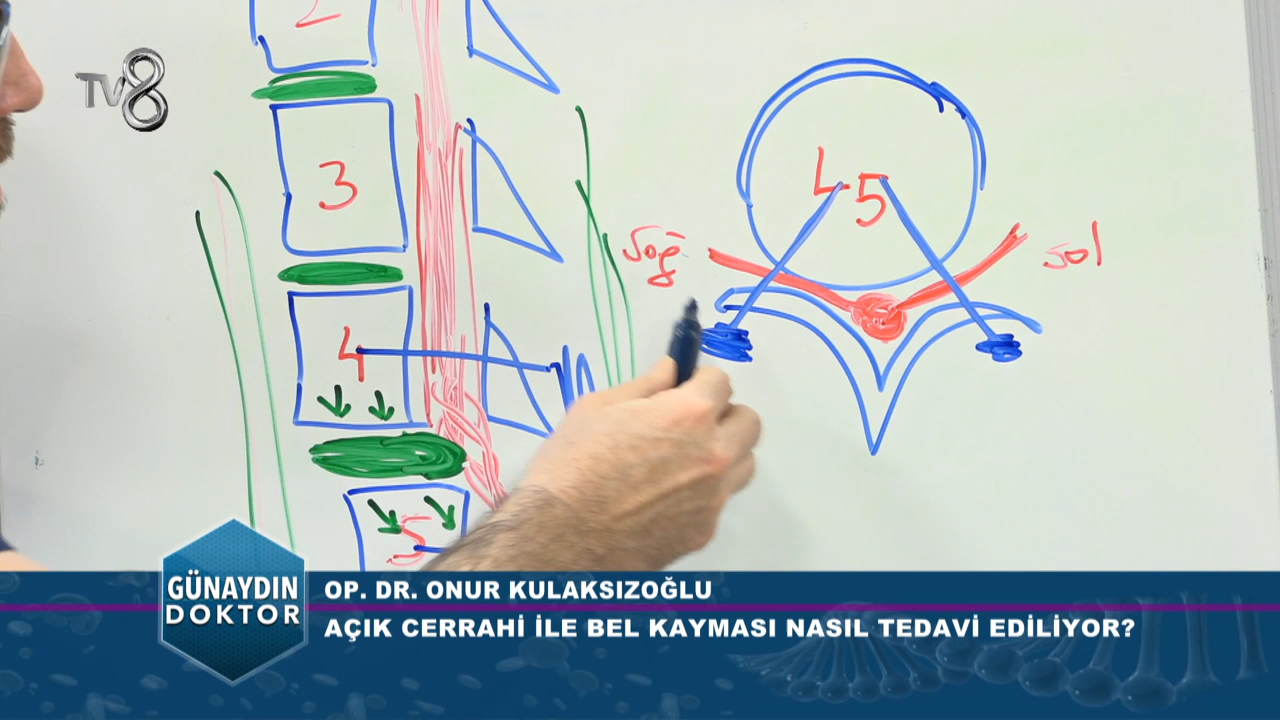 2
TV8
3
4
5
L5
sağ
sol
GÜNAYDIN
DOKTOR
OP. DR. ONUR KULAKSIZOĞLU
AÇIK CERRAHİ İLE BEL KAYMASI NASIL TEDAVİ EDİLİYOR?